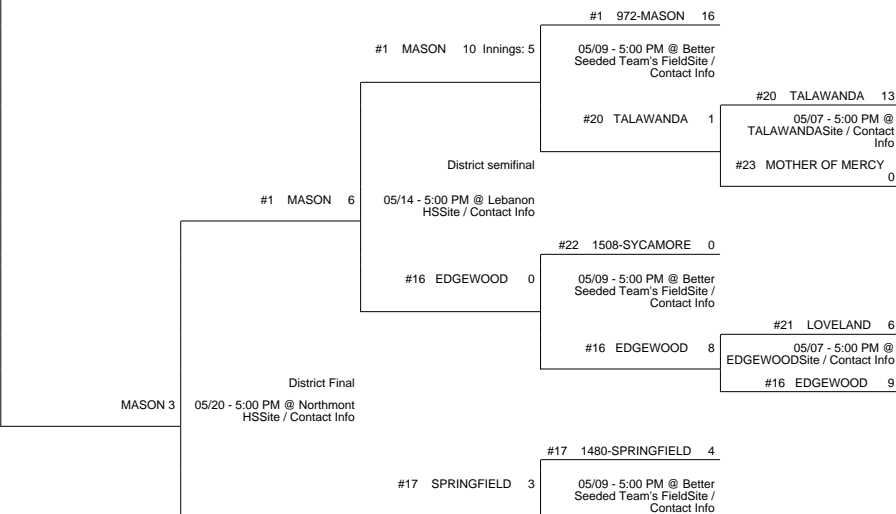 #1 972-MASON 16
#1 MASON 10 Innings: 5
05/09 - 5:00 PM @ Better
Seeded Team's FieldSite /
Contact Info
#20 TALAWANDA 13
#20 TALAWANDA 1
05/07 - 5:00 PM @
TALAWANDASite / Contact
Info
District semifinal
#23 MOTHER OF MERCY
0
#1 MASON 6
05/14 - 5:00 PM @ Lebanon
HSSite / Contact Info
#22 1508-SYCAMORE 0
#16 EDGEWOOD 0
05/09 - 5:00 PM @ Better
Seeded Team's FieldSite /
Contact Info
#21 LOVELAND 6
#16 EDGEWOOD 8
05/07 - 5:00 PM @
EDGEWOODSite / Contact Info
District Final
#16 EDGEWOOD 9
MASON 3
05/20 - 5:00 PM @ Northmont
HSSite / Contact Info
#17 1480-SPRINGFIELD 4
#17 SPRINGFIELD 3
05/09 - 5:00 PM @ Better
Seeded Team's FieldSite /
Contact Info